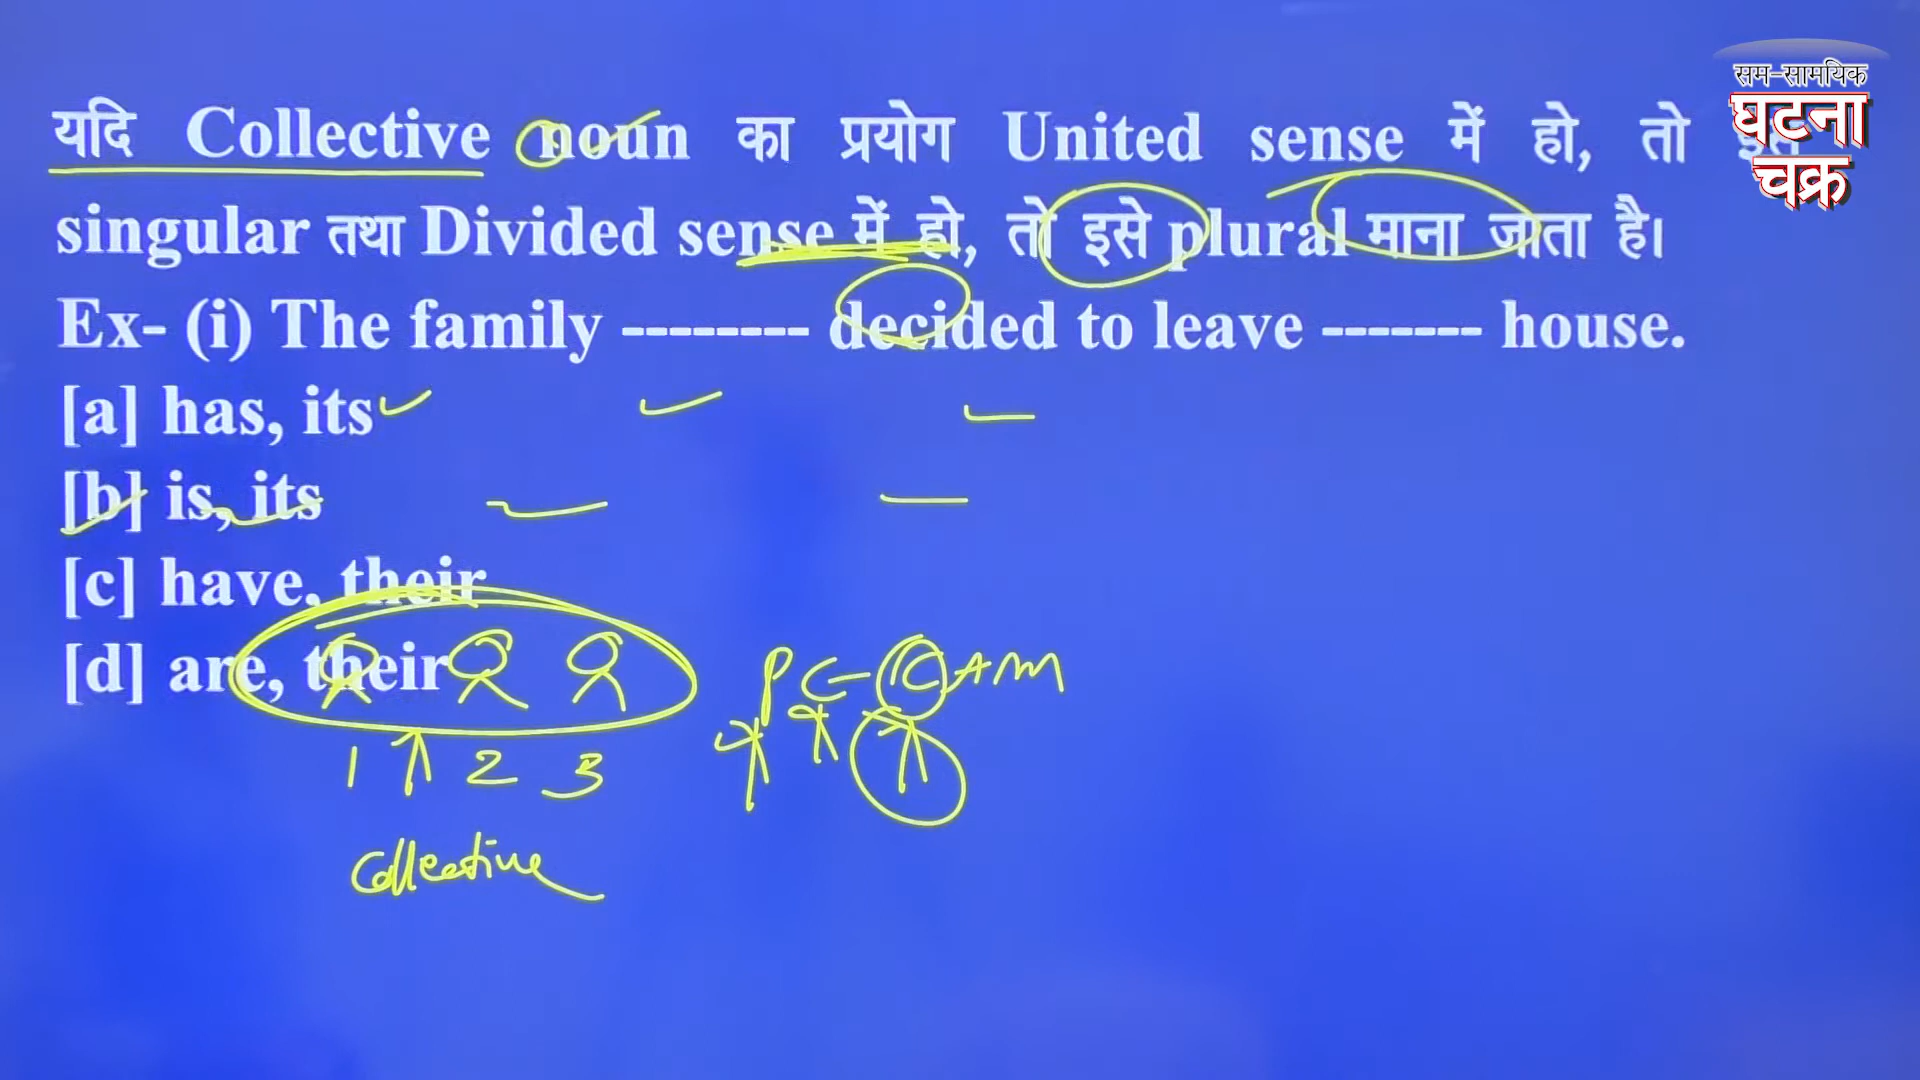 यदि Collective noun का प्रयोग United sense में हो, तो इसे
singular तथा Divided sense में हो, तो इसे plural माना जाता है।
Ex- (i) The family -------- decided to leave ------- house.
[a] has, its
[b] is, its
[c] have, their
[d] are, their
1 2 3
Collective
सम-सामयिक
घटना
चक्र